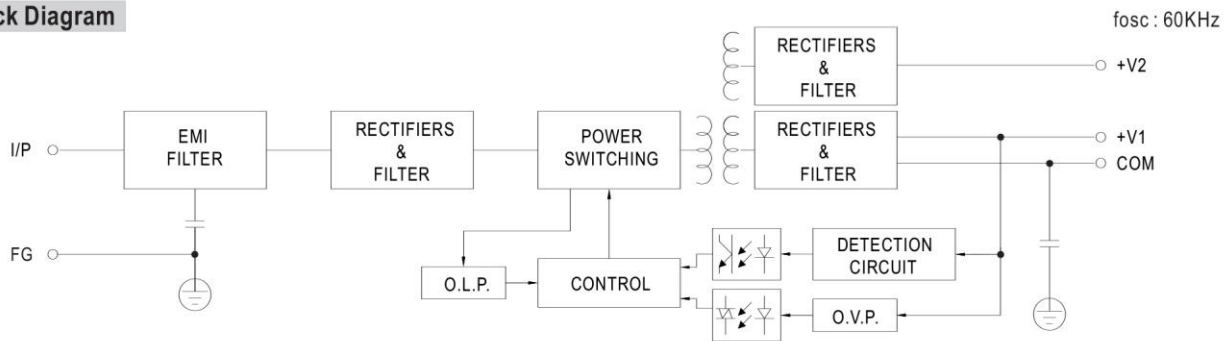 ck Diagram
fosc : 60KHz
RECTIFIERS
&
FILTER
+V2
I/P
EMI
FILTER
RECTIFIERS
&
FILTER
POWER
SWITCHING
RECTIFIERS
&
FILTER
+V1
COM
FG
O.L.P.
CONTROL
DETECTION
CIRCUIT
O.V.P.